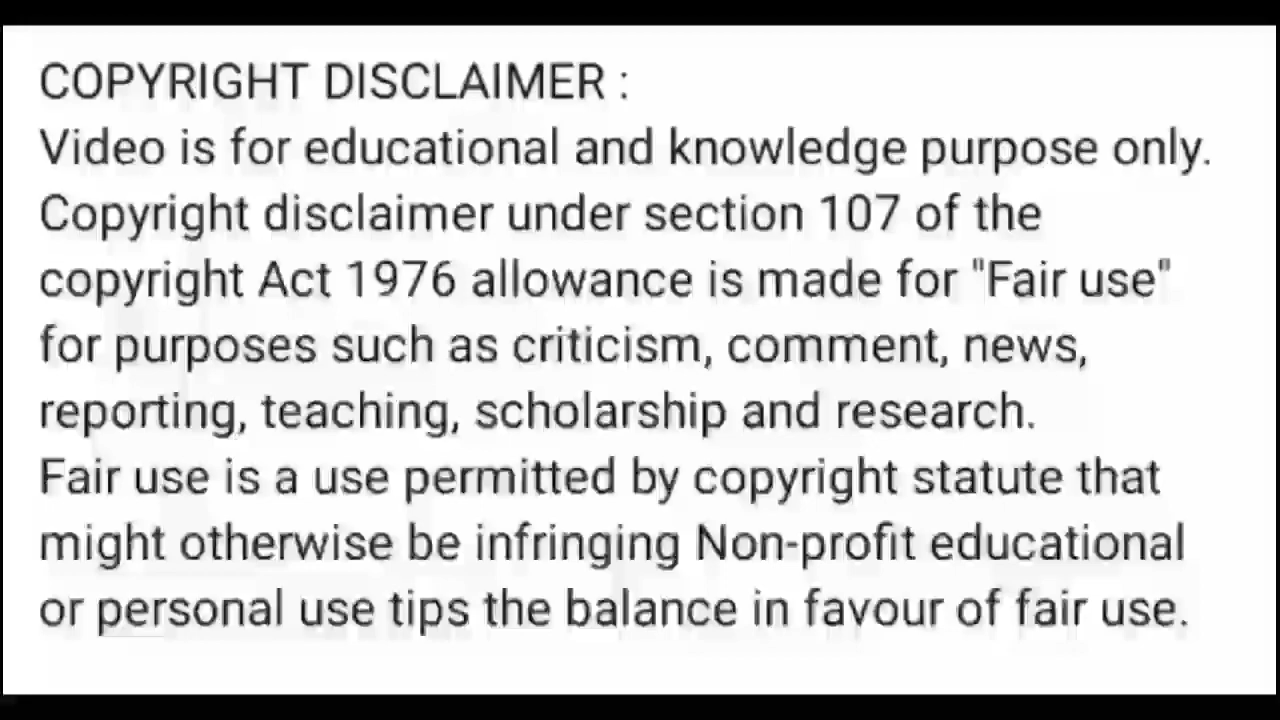 COPYRIGHT DISCLAIMER :
Video is for educational and knowledge purpose only.
Copyright disclaimer under section 107 of the
copyright Act 1976 allowance is made for "Fair use"
for purposes such as criticism, comment, news,
reporting, teaching, scholarship and research.
Fair use is a use permitted by copyright statute that
might otherwise be infringing Non-profit educational
or personal use tips the balance in favour of fair use.